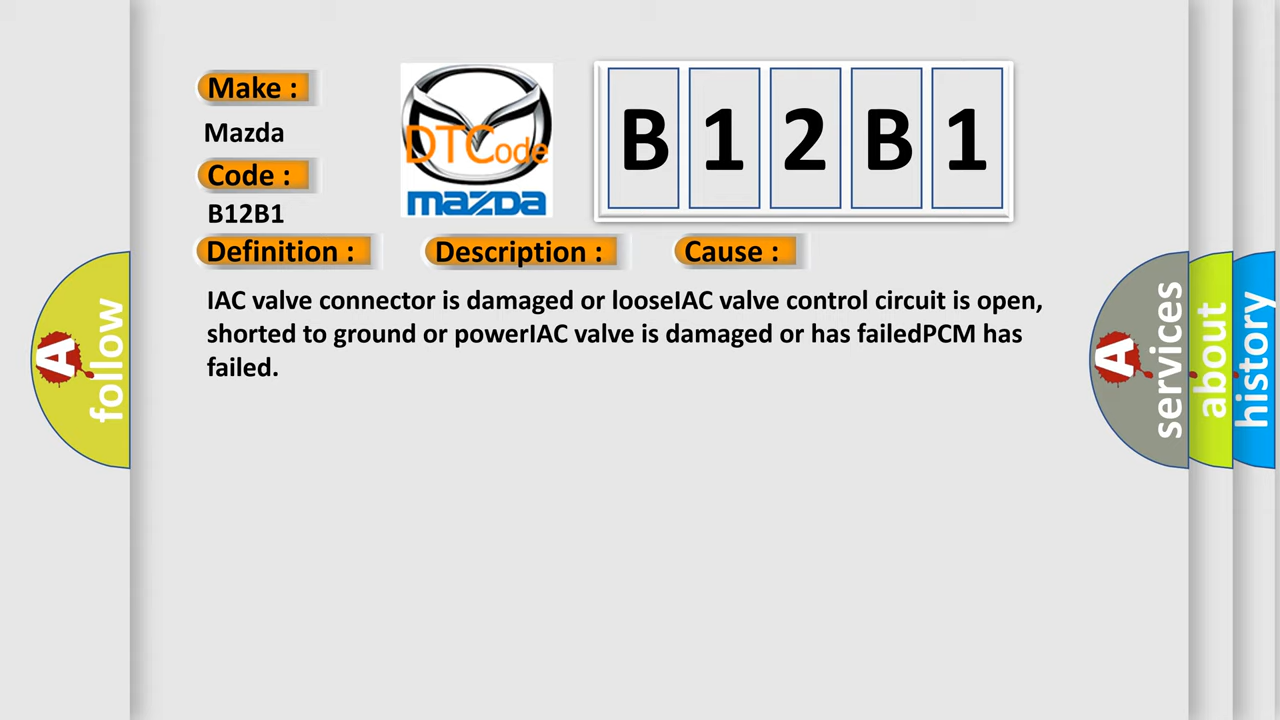 Make :
Mazda
Code :
B12B1
DTCode
mazda
B 1 2 B 1
Definition :
Description :
Cause :
IAC valve connector is damaged or looseIAC valve control circuit is open,
shorted to ground or powerIAC valve is damaged or has failedPCM has
failed.
A follow
A services
about
history